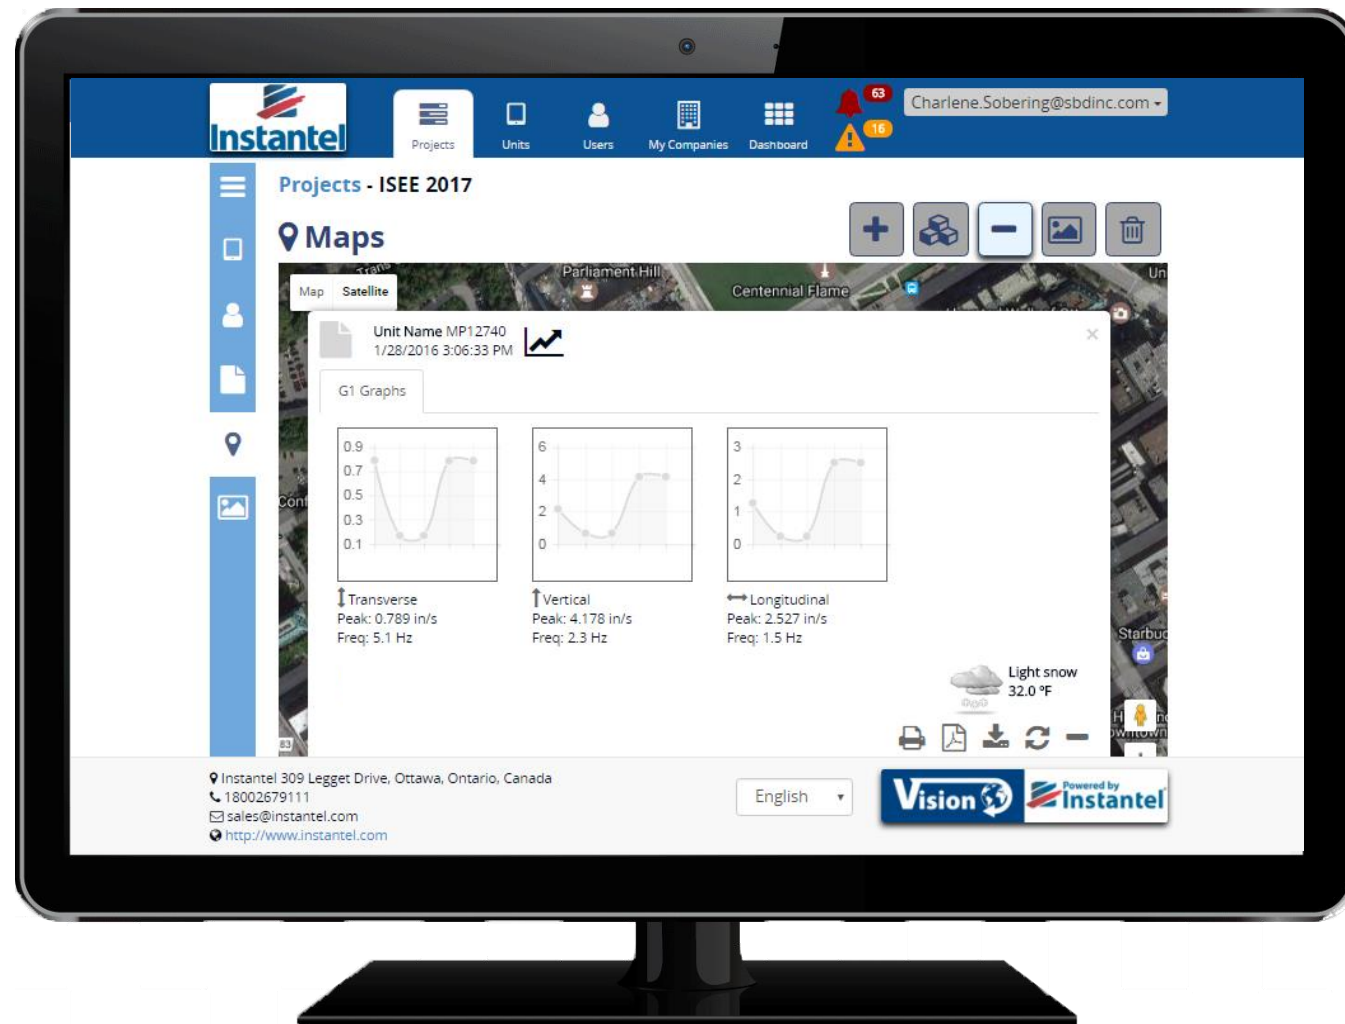 Instantel
Projects
Units
Users
My Companies
Dashboard
63
16
Charlene.Sobering@sbdinc.com
Projects - ISEE 2017
Maps
Trans
Parliament Hill
Centennial Flame
Un
Map Satellite
Unit Name MP12740
1/28/2016 3:06:33 PM
G1 Graphs
Conf
0.9
0.7
0.5
0.3
0.1
6
4
2
0
3
2
1
0
Transverse
Peak: 0.789 in/s
Freq: 5.1 Hz
Vertical
Peak: 4.178 in/s
Freq: 2.3 Hz
Longitudinal
Peak: 2.527 in/s
Freq: 1.5 Hz
Starbuc
Light snow
32.0 °F
83
Instantel 309 Legget Drive, Ottawa, Ontario, Canada
18002679111
sales@instantel.com
http://www.instantel.com
English
Vision
Powered by
Instantel